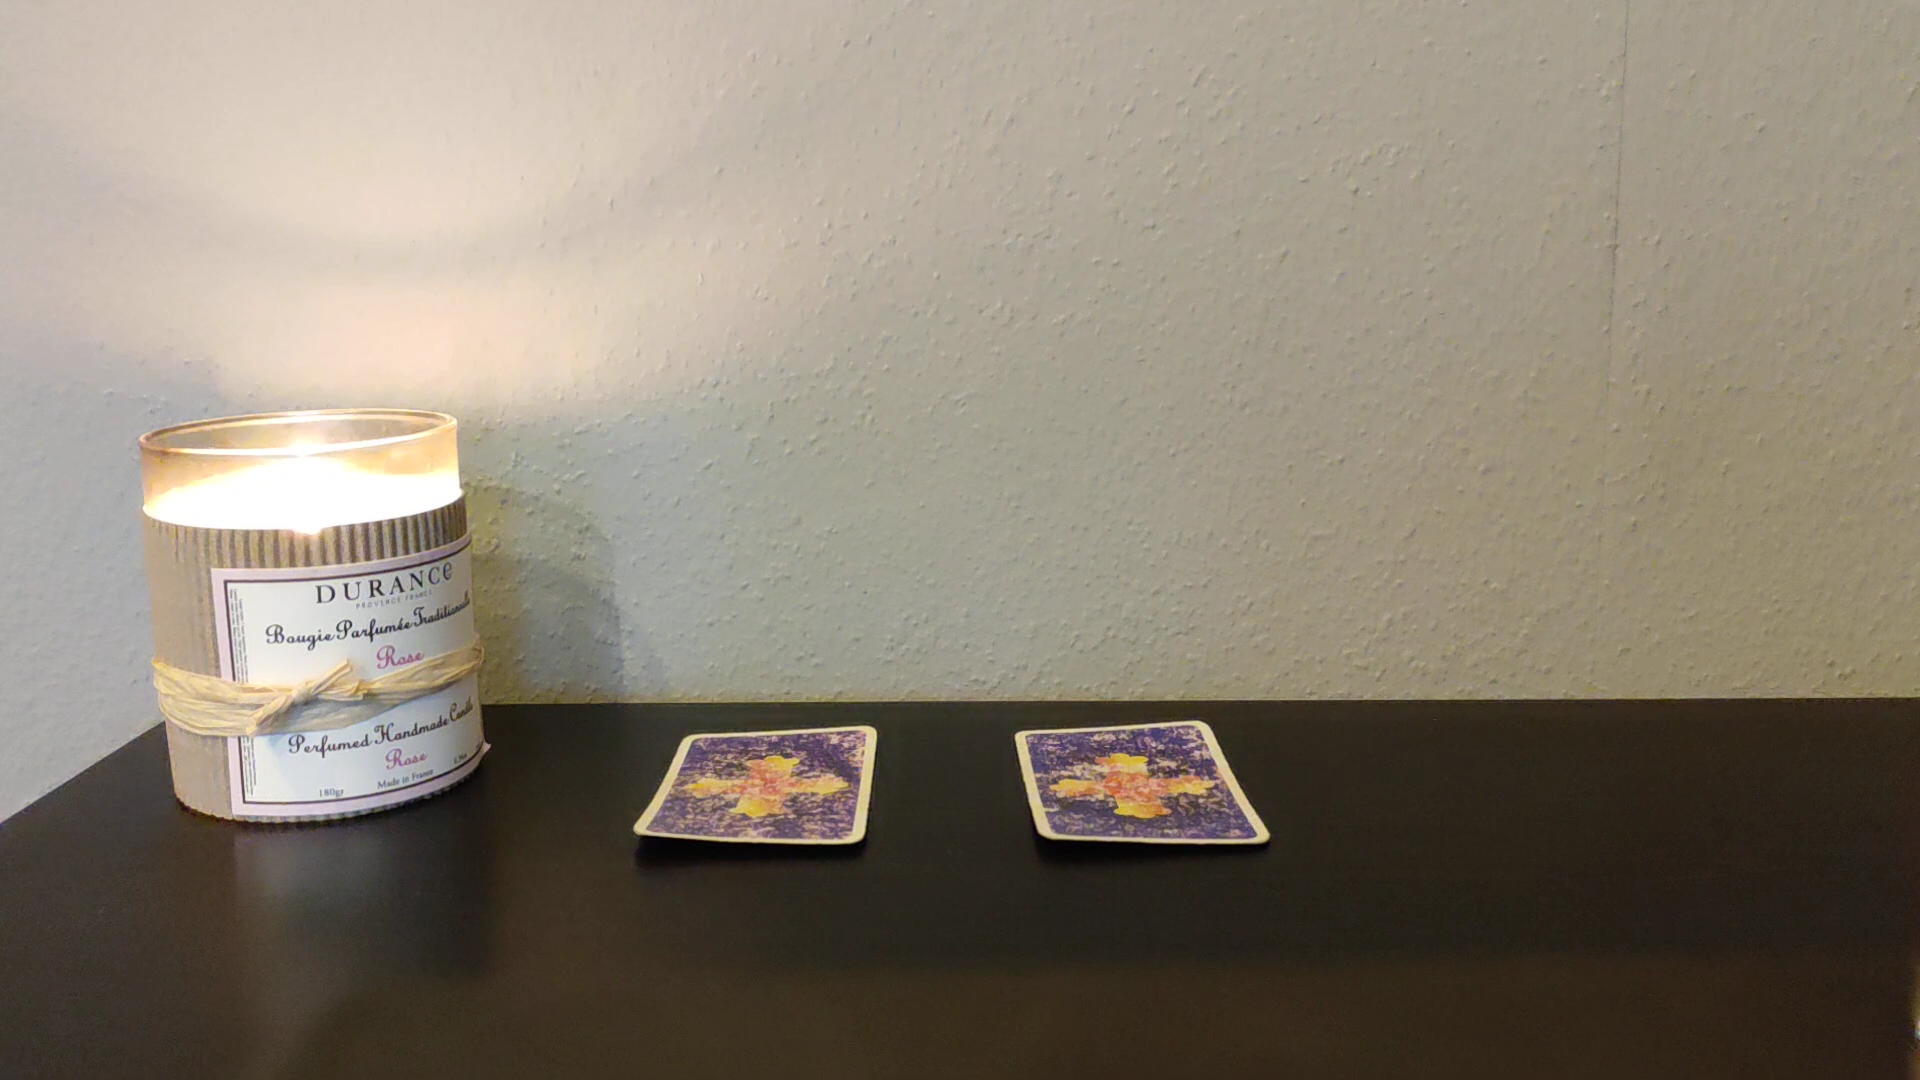 DURANCE
PROVENCE FRANCE
Bougie Parfumée Traditionnelle
Rose
Perfumed Handmade Candle
Rose
180gr Made in France